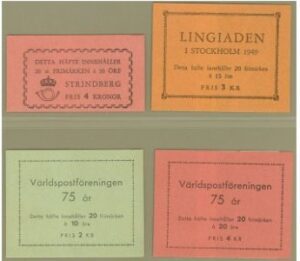 DETTA HÄFTE INNEHÅLLER
20 st FRIMÄRKEN à 20 ÖRE
STRINDBERG
PRIS 4 KRONOR
LINGIADEN
I STOCKHOLM 1949
Detta häfte innehåller 20 frimärken
à 15 öre
PRIS 3 KR
Världspostföreningen
75 år
Detta häfte innehåller 20 frimärken
à 10 öre
PRIS 2 KR
Världspostföreningen
75 år
Detta häfte innehåller 20 frimärken
à 20 öre
PRIS 4 KR